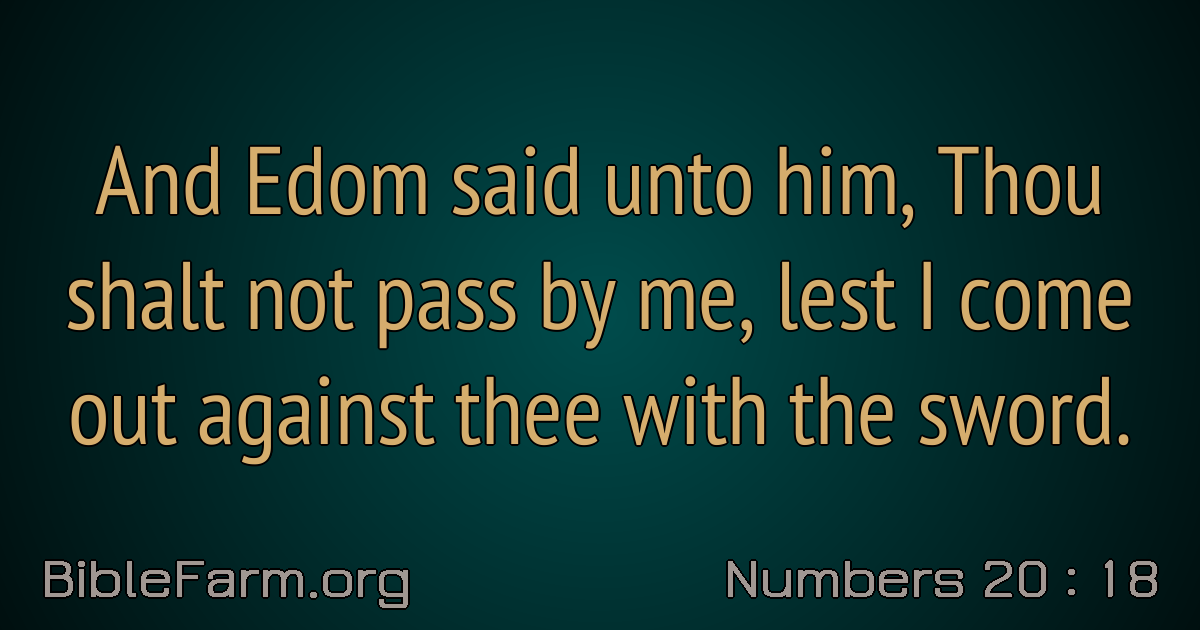 And Edom said unto him, Thou
shalt not pass by me, lest I come
out against thee with the sword.
BibleFarm.org
Numbers 20 : 18